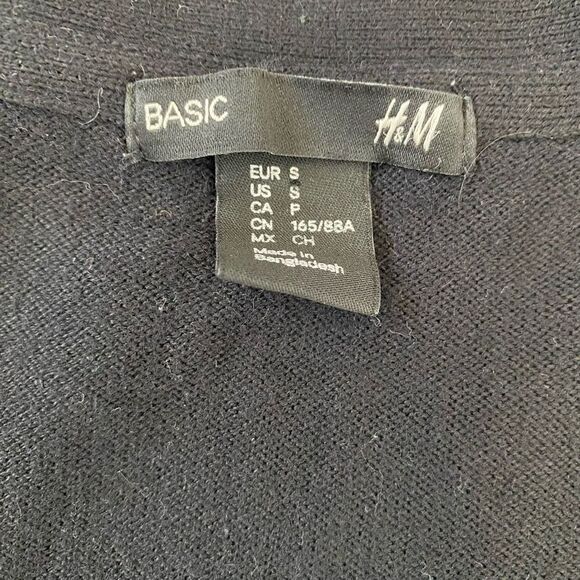 BASIC H&M
EUR S
US S
CA P
CN 165/88A
MX CH
Made in
Bangladesh